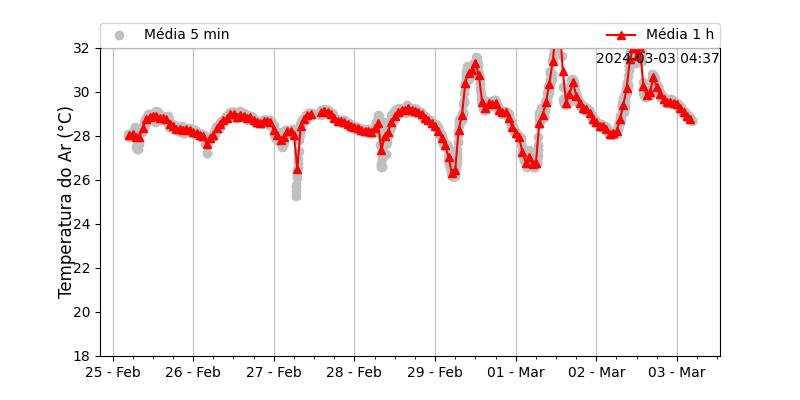 Média 5 min
Média 1 h
2024-03-03 04:37
Temperatura do Ar (°C)
32
30
28
26
24
22
20
18
25 - Feb
26 - Feb
27 - Feb
28 - Feb
29 - Feb
01 - Mar
02 - Mar
03 - Mar